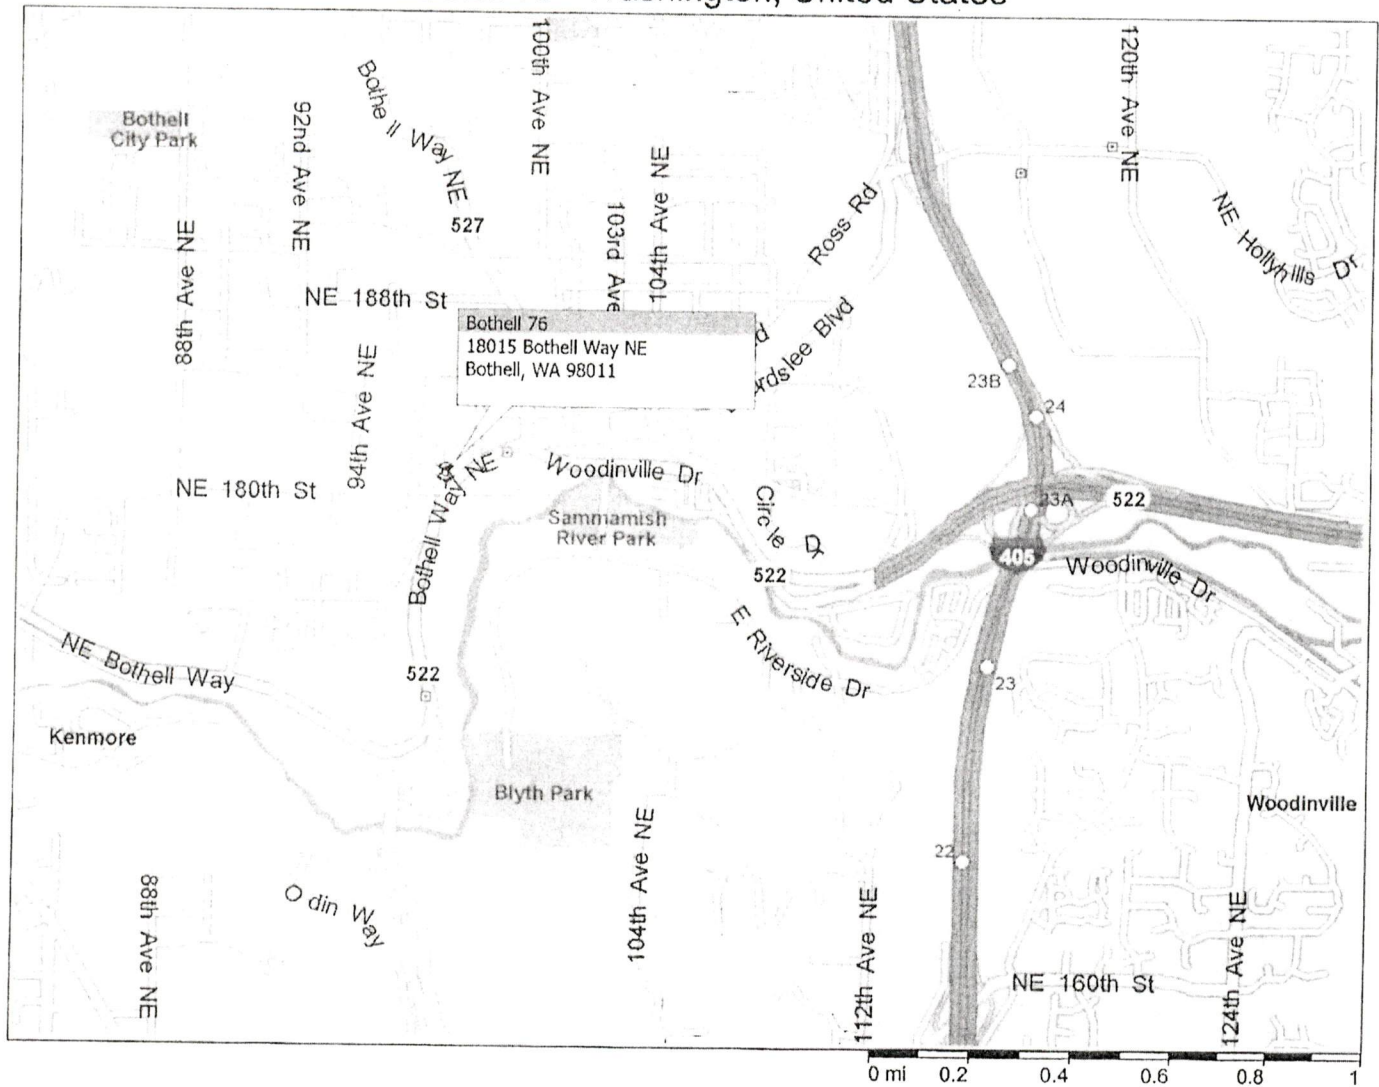 United States
100th Ave NE
120th Ave NE
Bothell Way NE
Bothell
City Park
92nd Ave NE
104th Ave NE
Ross Rd
NE Hollyhills Dr
527
103rd Ave
88th Ave NE
NE 188th St
Bothell 76
18015 Bothell Way NE
Bothell, WA 98011
rdslee Blvd
23B
24
94th Ave NE
Bothell Way NE
Woodinville Dr
NE 180th St
Circle Dr
23A
522
Sammamish
River Park
405
522
Woodinville Dr
E Riverside Dr
NE Bothell Way
522
23
Kenmore
Blyth Park
Woodinville
104th Ave NE
22
88th Ave NE
Odin Way
112th Ave NE
124th Ave NE
NE 160th St
0 mi 0.2 0.4 0.6 0.8 1